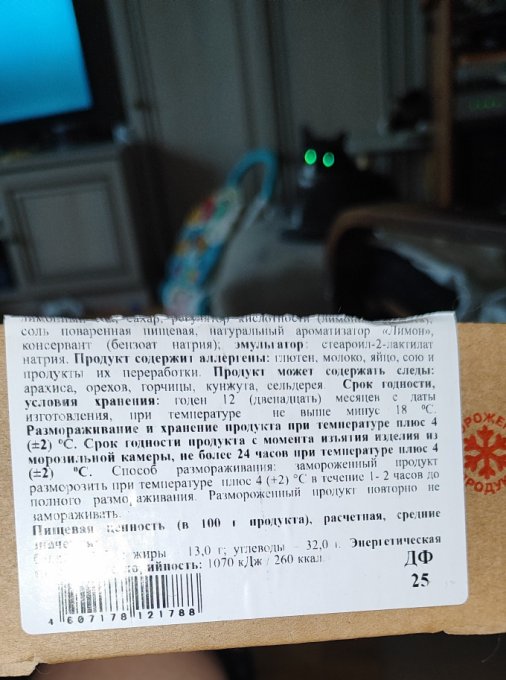 сахар, регулятор кислотности
соль поваренная пищевая, натуральный ароматизатор «Лимон»,
консервант (бензоат натрия); эмульгатор: стеароил-2-лактилат
натрия. Продукт содержит аллергены: глютен, молоко, яйцо, сою и
продукты их переработки. Продукт может содержать следы:
арахиса, орехов, горчицы, кунжута, сельдерея. Срок годности,
условия хранения: годен 12 (двенадцать) месяцев с даты
изготовления, при температуре не выше минус 18 °С.
Размораживание и хранение продукта при температуре плюс 4
(±2) °С. Срок годности продукта с момента изъятия изделия из
морозильной камеры, не более 24 часов при температуре плюс 4
(±2) °С. Способ размораживания: замороженный продукт
разморозить при температуре плюс 4 (+2) °С в течение 1- 2 часов до
полного размораживания. Размороженный продукт повторно не
замораживать.
Пищевая ценность (в 100 г продукта), расчетная, средние
жиры 13,0 г; углеводы – 32,0 г. Энергетическая
1070 кДж / 260 ккал.
ДФ
25
4 607178 121788